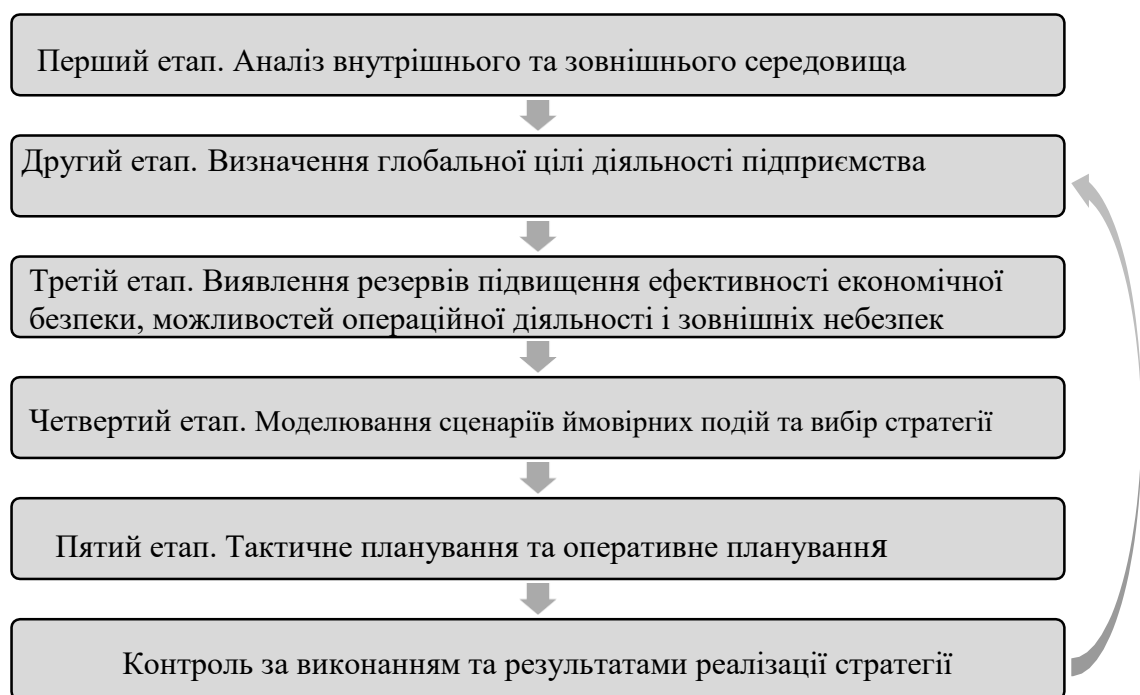 Перший етап. Аналіз внутрішнього та зовнішнього середовища
Другий етап. Визначення глобальної цілі діяльності підприємства
Третій етап. Виявлення резервів підвищення ефективності економічної
безпеки, можливостей операційної діяльності і зовнішніх небезпек
Четвертий етап. Моделювання сценаріїв ймовірних подій та вибір стратегії
Пятий етап. Тактичне планування та оперативне планування
Контроль за виконанням та результатами реалізації стратегії